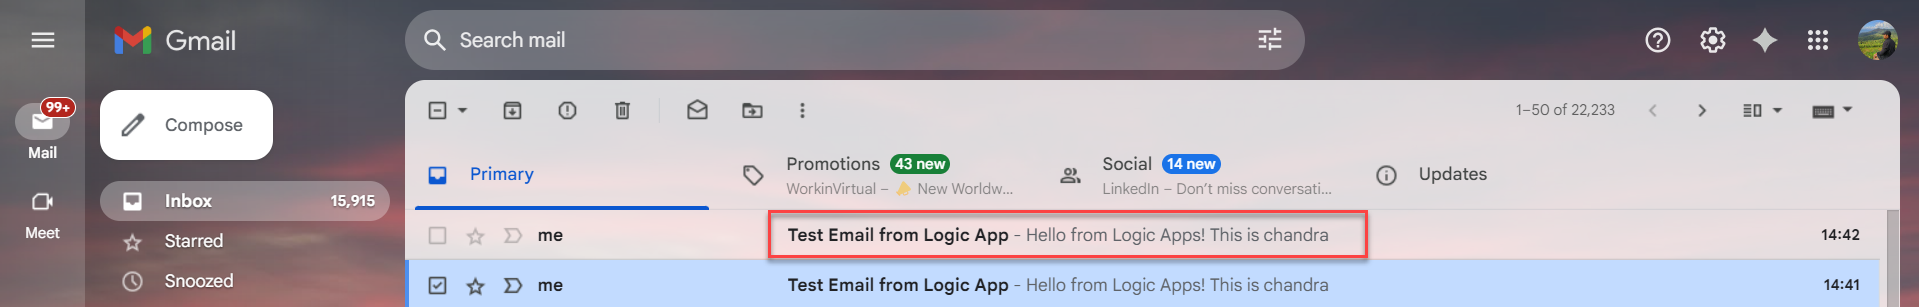 Gmail
Search mail
99+
Mail
Meet
Compose
Inbox 15,915
Starred
Snoozed
1–50 of 22,233
Primary
Promotions 43 new
WorkinVirtual – 📣 New Worldw...
Social 14 new
LinkedIn – Don't miss conversati...
Updates
me Test Email from Logic App - Hello from Logic Apps! This is chandra 14:42
me Test Email from Logic App - Hello from Logic Apps! This is chandra 14:41